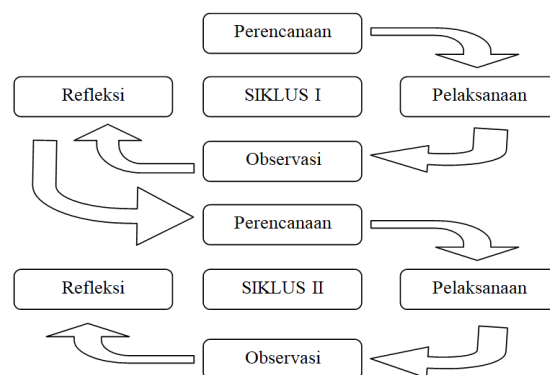 Perencanaan
Refleksi
SIKLUS I
Pelaksanaan
Observasi
Perencanaan
Refleksi
SIKLUS II
Pelaksanaan
Observasi